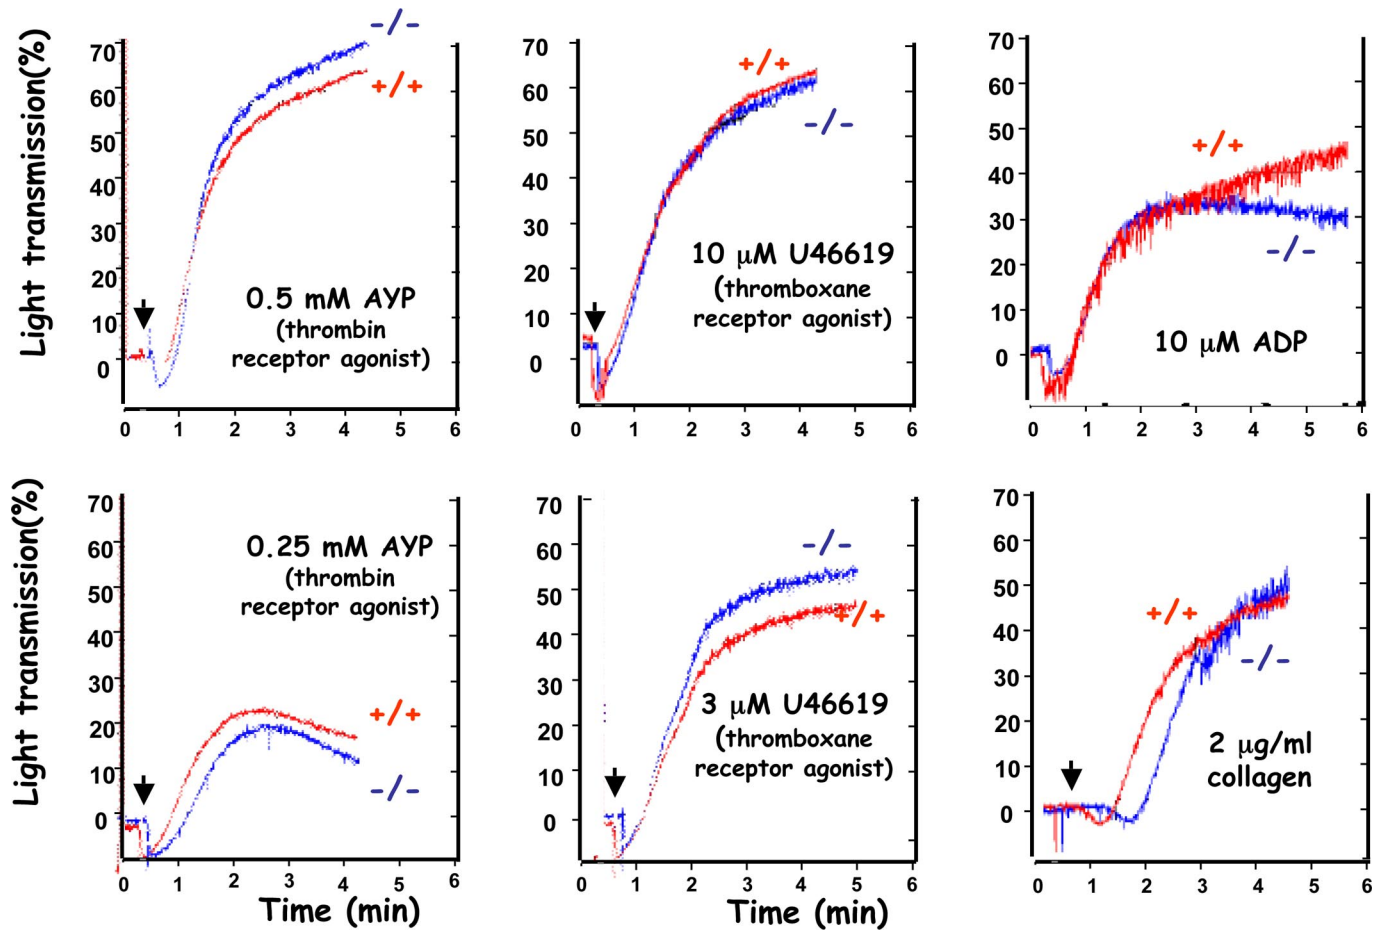 Light transmission(%)
70
60
50
40
30
20
10
0
-/-
+/+
0.5 mM AYP
(thrombin
receptor agonist)
0 1 2 3 4 5 6
70
60
50
40
30
20
10
0
+/+
-/-
10 μM U46619
(thromboxane
receptor agonist)
0 1 2 3 4 5 6
70
60
50
40
30
20
10
0
+/+
-/-
10 μM ADP
0 1 2 3 4 5 6
Light transmission(%)
70
60
50
40
30
20
10
0
0.25 mM AYP
(thrombin
receptor agonist)
+/+
-/-
0 1 2 3 4 5 6
Time (min)
70
60
50
40
30
20
10
0
-/-
+/+
3 μM U46619
(thromboxane
receptor agonist)
0 1 2 3 4 5 6
Time (min)
70
60
50
40
30
20
10
0
+/+
-/-
2 μg/ml
collagen
0 1 2 3 4 5 6